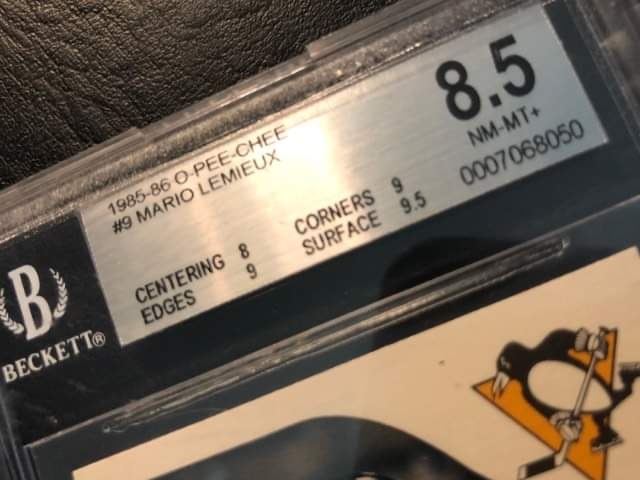 1985-86 O-PEE-CHEE
#9 MARIO LEMIEUX
8.5
NM-MT+
0007068050
CENTERING 8
CORNERS 9
EDGES 9
SURFACE 9.5
B
BECKETT®